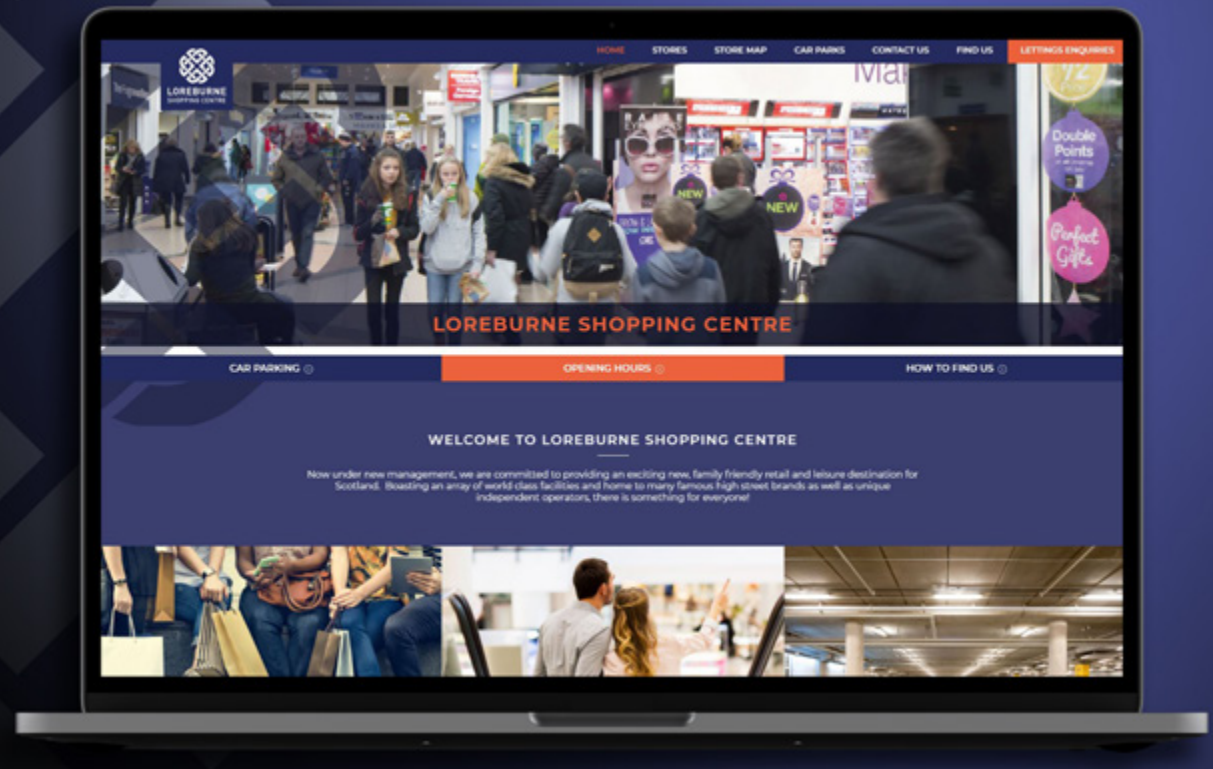 HOME STORES STORE MAP CAR PARKS CONTACT US FIND US LETTINGS ENQUIRIES
LOREBURNE
SHOPPING CENTRE
Mak
1/2
Double
Points
NEW
NEW
Perfect
Gifts
LOREBURNE SHOPPING CENTRE
CAR PARKING OPENING HOURS HOW TO FIND US
WELCOME TO LOREBURNE SHOPPING CENTRE
Now under new management, we are committed to providing an exciting new, family friendly retail and leisure destination for
Scotland. Boasting an array of world class facilities and home to many famous high street brands as well as unique
independent operators, there is something for everyone!